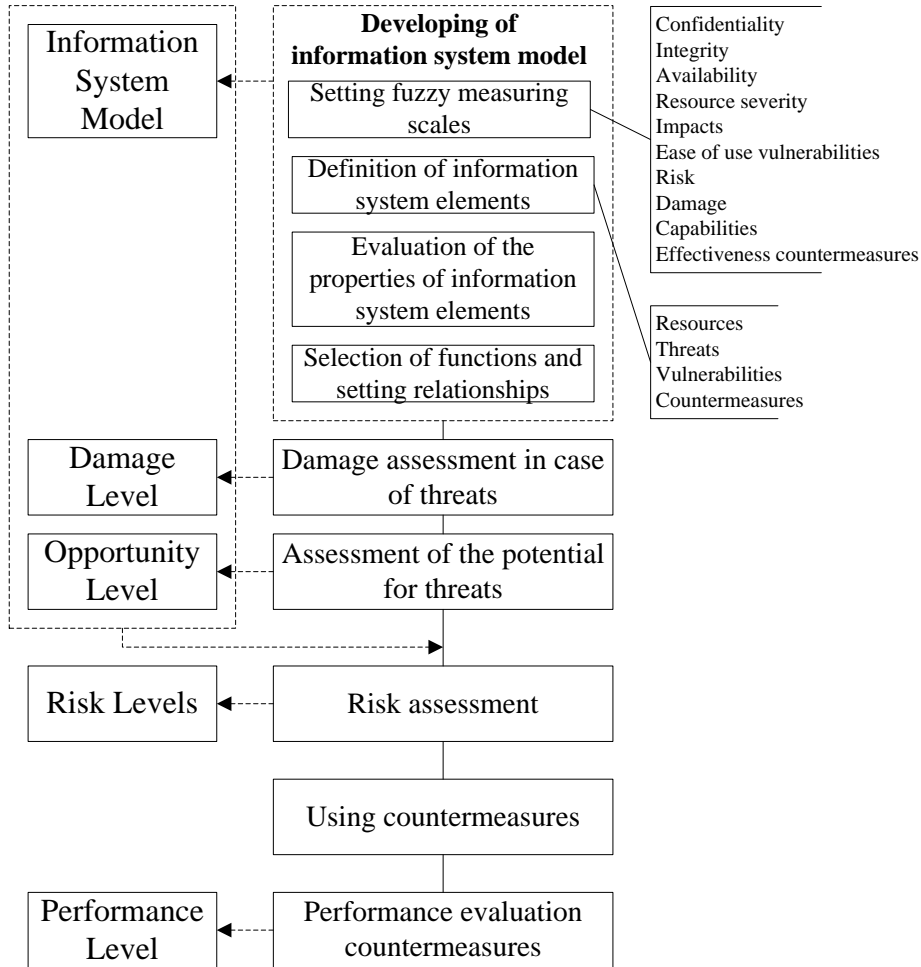 Information
System
Model
Developing of
information system model
Setting fuzzy measuring
scales
Definition of information
system elements
Evaluation of the
properties of information
system elements
Selection of functions and
setting relationships
Confidentiality
Integrity
Availability
Resource severity
Impacts
Ease of use vulnerabilities
Risk
Damage
Capabilities
Effectiveness countermeasures
Resources
Threats
Vulnerabilities
Countermeasures
Damage
Level
Damage assessment in case
of threats
Opportunity
Level
Assessment of the potential
for threats
Risk Levels
Risk assessment
Using countermeasures
Performance
Level
Performance evaluation
countermeasures